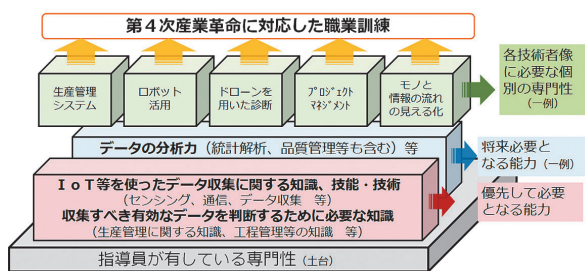 第４次産業革命に対応した職業訓練
生産管理
システム
ロボット
活用
ドローンを
用いた診断
プロジェクト
マネジメント
モノと
情報の流れ
の見える化
各技術者像
に必要な個
別の専門性
（一例）
データの分析力（統計解析、品質管理等も含む）等
将来必要と
なる能力（一例）
ＩｏＴ等を使ったデータ収集に関する知識、技能・技術
（センシング、通信、データ収集　等）
収集すべき有効なデータを判断するために必要な知識
（生産管理に関する知識、工程管理等の知識　等）
優先して必要
となる能力
指導員が有している専門性（土台）